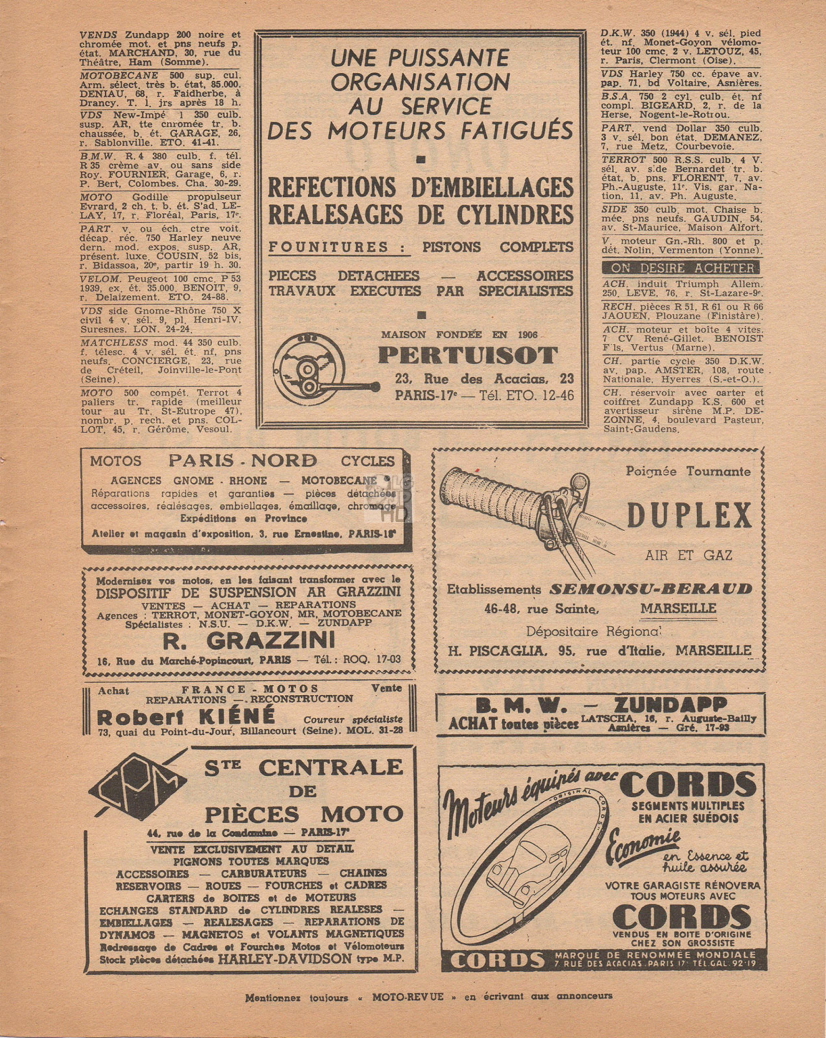 VENDS Zundapp 200 noire et
chromée mot. et pns neufs p.
état. MARCHAND, 30, rue du
Théâtre, Ham (Somme).
MOTOBECANE 500 sup. cul.
Arm. sélect. très b. état, 85.000.
DENIAU, 68, r. Faidherbe, à
Drancy. T. l. jrs après 18 h.
VDS New-Impé i 350 culb.
susp. AR, tte cnromée tr. b.
chaussée, b. ét. GARAGE, 26,
r. Sablonville. ETO. 41-41.
B.M.W. R.4 380 culb. f. tél.
R 35 crème av. ou sans side
Roy. FOURNIER, Garage, 6, r.
P. Bert, Colombes. Cha. 30-29.
MOTO Godille propulseur
Evrard, 2 ch, t. b. ét. S'ad. LE-
LAY, 17, r. Floréal, Paris, 17e.
PART. v. ou éch. ctre voit.
décap. réc. 750 Harley neuve
dern. mod. expos. susp. AR,
présent. luxe. COUSIN, 52 bis,
r. Bidassoa, 20e, partir 19 h. 30.
VELOM. Peugeot 100 cmc, P 53
1939, ex. ét. 35.000. BENOIT, 9,
r. Delaizement. ETO. 24-88.
VDS side Gnome-Rhône 750 X
civil 4 v. sél. 9, pl. Henri-IV.
Suresnes. LON. 24-24.
MATCHLESS mod. 44 350 culb.
f. télesc. 4 v. sél. ét. nf, pns
neufs, CONCIERGE, 23, rue
de Créteil, Joinville-le-Pont
(Seine).
MOTO 500 compét. Terrot 4
paliers tr. rapide (meilleur
tour au Tr. St-Eutrope 47).
nombr. p. rech. et pns. COL-
LOT, 45, r. Gérôme, Vesoul.
UNE PUISSANTE
ORGANISATION
AU SERVICE
DES MOTEURS FATIGUÉS
REFECTIONS D'EMBIELLAGES
REALESAGES DE CYLINDRES
FOUNITURES : PISTONS COMPLETS
PIECES DETACHEES — ACCESSOIRES
TRAVAUX EXECUTES PAR SPECIALISTES
MAISON FONDÉE EN 1906
PERTUISOT
23, Rue des Acacias, 23
PARIS-17e — Tél. ETO. 12-46
D.K.W. 350 (1944) 4 v. sél. pied
ét. nf, Monet-Goyon vélomo-
teur 100 cmc, 2 v. LETOUZ, 45,
r. Paris, Clermont (Oise).
VDS Harley 750 cc. épave av.
pap. 71, bd Voltaire, Asnières.
B.S.A. 750 2 cyl. culb. ét. nf
compl. BIGEARD, 2, r. de la
Herse, Nogent-le-Rotrou.
PART. vend Dollar 350 culb.
3 v. sél. bon état. DEMANEZ,
7, rue Metz, Courbevoie.
TERROT 500 R.S.S. culb. 4 V.
sél. av. side Bernardet tr. b.
état, b. pns. FLORENT, 7, av.
Ph.-Auguste, 11e. Vis. gar. Na-
tion, 11, av. Ph. Auguste.
SIDE 350 culb. mot. Chaise b.
méc. pns neufs. GAUDIN, 54,
av. St-Maurice, Maison Alfort.
V. moteur Gn.-Rh. 800 et p.
dét. Nolin, Vermenton (Yonne).
ON DESIRE ACHETER
ACH. induit Triumph Allem.
250, LEVE, 76, r. St-Lazare-9e.
RECH. pièces R 51, R 61 ou R 66
JAOUEN, Plouzane (Finistère).
ACH. moteur et boîte 4 vites.
7 CV René-Gillet. BENOIST
F ls, Vertus (Marne).
CH. partie cycle 350 D.K.W.
av. pap. AMSTER, 108, route
Nationale, Hyerres (S.-et-O.).
CH. réservoir avec carter et
coiffret Zundapp K.S. 600 et
avertisseur sirène M.P. DE-
ZONNE, 4, boulevard Pasteur,
Saint-Gaudens.
MOTOS PARIS-NORD CYCLES
AGENCES GNOME-RHONE — MOTOBECANE
Réparations rapides et garanties — pièces détachées
accessoires, réalésages, embiellages, émaillage, chromage
Expéditions en Province
Atelier et magasin d'exposition, 3, rue Ernestine, PARIS-18e
Poignée Tournante
DUPLEX
AIR ET GAZ
Etablissements SEMONSU-BERAUD
46-48, rue Sainte, MARSEILLE
Dépositaire Régional
H. PISCAGLIA, 95, rue d'Italie, MARSEILLE
Modernisez vos motos, en les faisant transformer avec le
DISPOSITIF DE SUSPENSION AR GRAZZINI
VENTES — ACHAT — REPARATIONS
Agences : TERROT, MONET-GOYON, MR, MOTOBECANE
Spécialistes : N.S.U. — D.K.W. — ZUNDAPP
R. GRAZZINI
16, Rue du Marché-Popincourt, PARIS — Tél. : ROQ. 17-03
Achat FRANCE-MOTOS Vente
REPARATIONS — RECONSTRUCTION
Robert KIÉNÉ Coureur spécialiste
73, quai du Point-du-Jour, Billancourt (Seine). MOL. 31-28
B.M.W. - ZUNDAPP
ACHAT toutes pièces LATSCHA, 16, r. Auguste-Bailly
Asnières — Gré. 17-93
CPM
STE CENTRALE
DE
PIÈCES MOTO
44, rue de la Condamine — PARIS-17e
VENTE EXCLUSIVEMENT AU DETAIL
PIGNONS TOUTES MARQUES
ACCESSOIRES — CARBURATEURS — CHAINES
RESERVOIRS — ROUES — FOURCHES et CADRES
CARTERS de BOITES et de MOTEURS
ECHANGES STANDARD de CYLINDRES REALESES —
EMBIELLAGES — REALESAGES — REPARATIONS DE
DYNAMOS — MAGNETOS et VOLANTS MAGNETIQUES
Redressage de Cadres et Fourches Motos et Vélomoteurs
Stock pièces détachées HARLEY-DAVIDSON type M.P.
Moteurs équipés avec CORDS
ORIGINAL CORDS
SEGMENTS MULTIPLES
EN ACIER SUÉDOIS
Économie
en Essence et
huile assurée
VOTRE GARAGISTE RÉNOVERA
TOUS MOTEURS AVEC
CORDS
VENDUS EN BOITE D'ORIGINE
CHEZ SON GROSSISTE
CORDS MARQUE DE RENOMMÉE MONDIALE
7 RUE DES ACACIAS. PARIS 17e TÉL. GAL. 92-19
Mentionnez toujours « MOTO-REVUE » en écrivant aux annonceurs